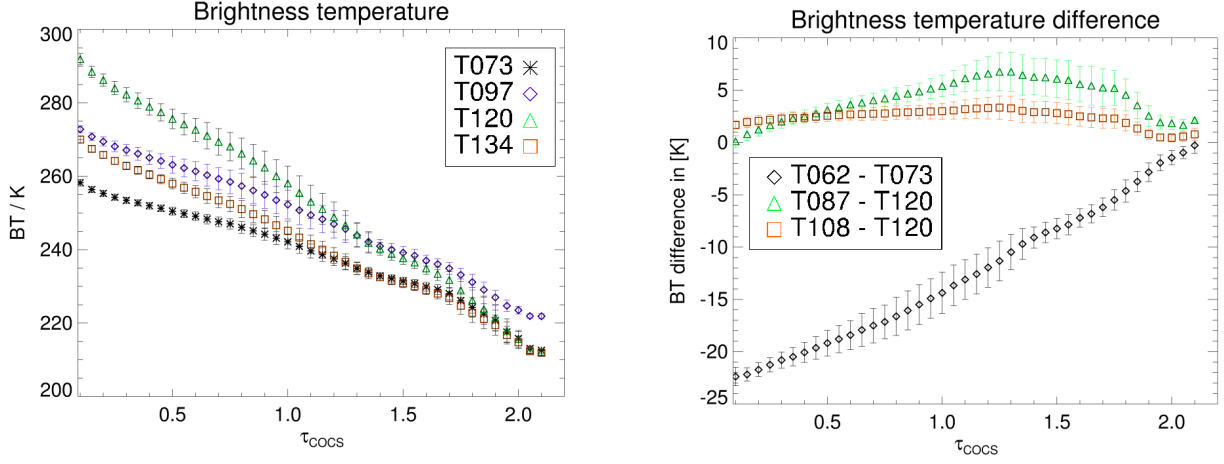 Brightness temperature
300
280
260
240
220
200
BT / K
T073
T097
T120
T134
0.5 1.0 1.5 2.0
τCOCS
Brightness temperature difference
10
5
0
-5
-10
-15
-20
-25
BT difference in [K]
T062 - T073
T087 - T120
T108 - T120
0.5 1.0 1.5 2.0
τCOCS